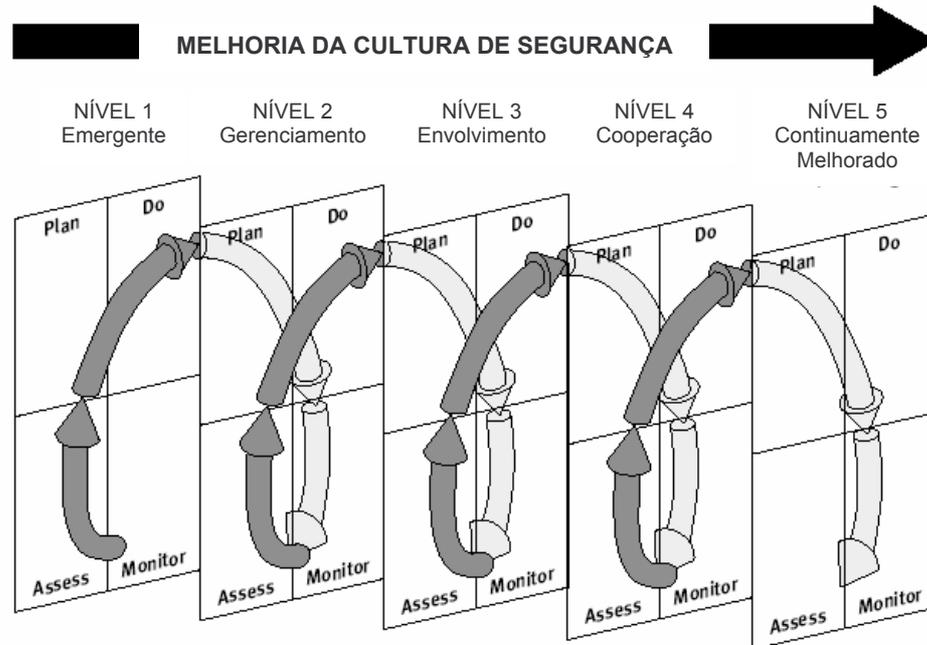 MELHORIA DA CULTURA DE SEGURANÇA
NÍVEL 1
Emergente
NÍVEL 2
Gerenciamento
NÍVEL 3
Envolvimento
NÍVEL 4
Cooperação
NÍVEL 5
Continuamente
Melhorado
Plan
Do
Assess
Monitor
Plan
Do
Assess
Monitor
Plan
Do
Assess
Monitor
Plan
Do
Assess
Monitor
Plan
Do
Assess
Monitor